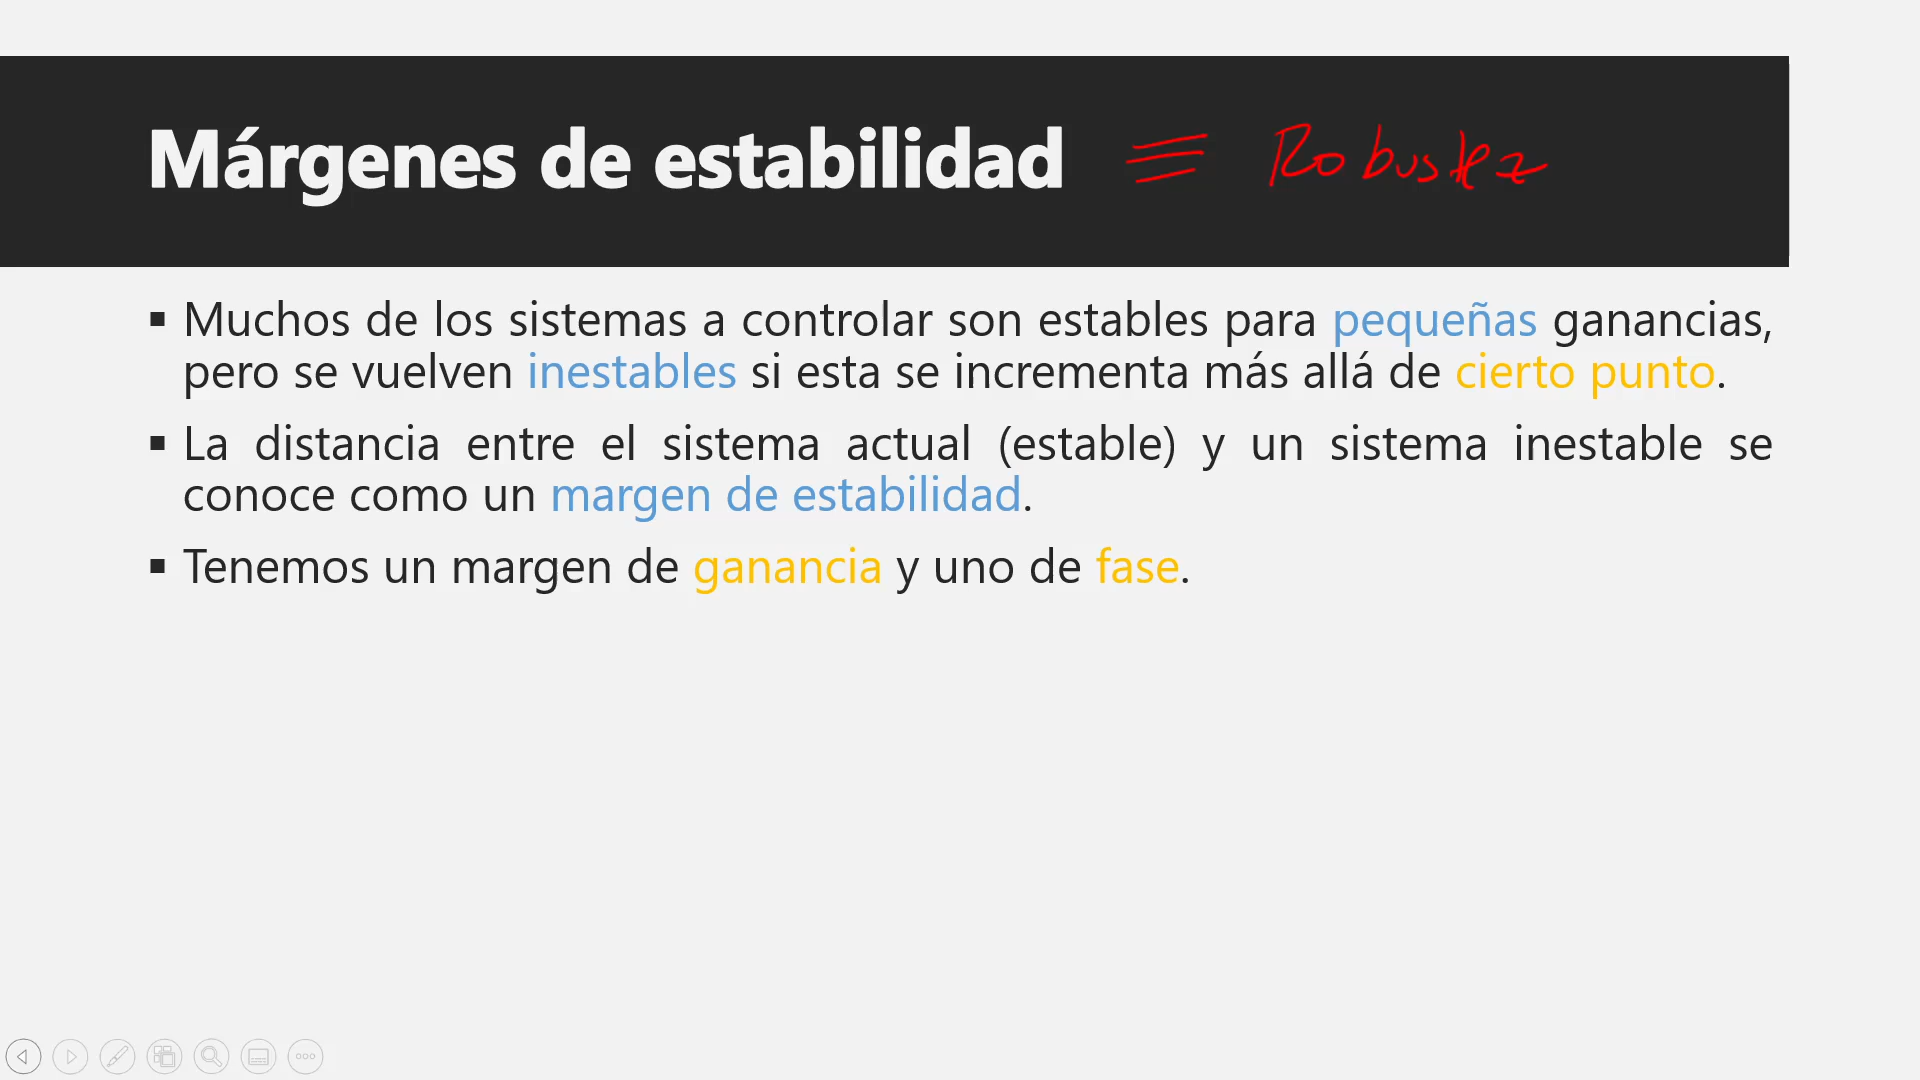 Márgenes de estabilidad ≡ Robustez
▪ Muchos de los sistemas a controlar son estables para pequeñas ganancias,
pero se vuelven inestables si esta se incrementa más allá de cierto punto.
▪ La distancia entre el sistema actual (estable) y un sistema inestable se
conoce como un margen de estabilidad.
▪ Tenemos un margen de ganancia y uno de fase.